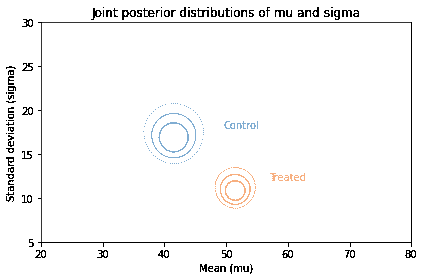 Joint posterior distributions of mu and sigma
30
25
20
15
10
5
Standard deviation (sigma)
Control
Treated
20 30 40 50 60 70 80
Mean (mu)